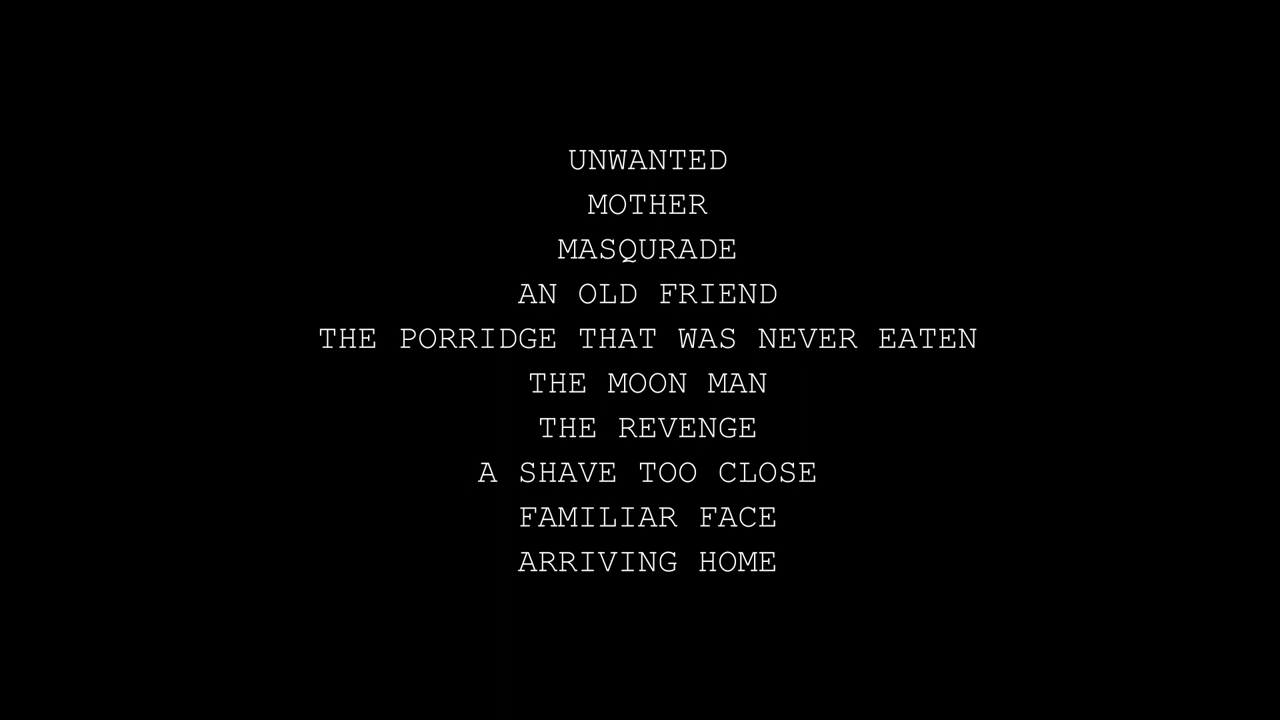 UNWANTED
MOTHER
MASQURADE
AN OLD FRIEND
THE PORRIDGE THAT WAS NEVER EATEN
THE MOON MAN
THE REVENGE
A SHAVE TOO CLOSE
FAMILIAR FACE
ARRIVING HOME